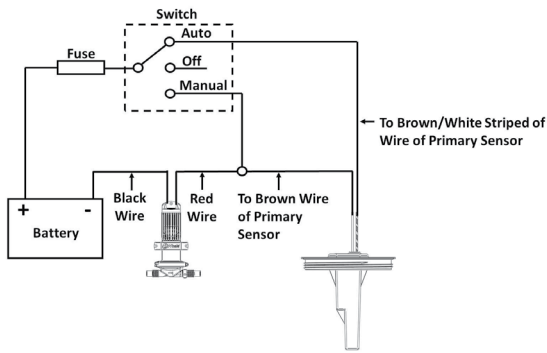 Switch
Auto
Fuse
Off
Manual
To Brown/White Striped of
Wire of Primary Sensor
Black
Wire
Red
Wire
To Brown Wire
of Primary
Sensor
+ -
Battery